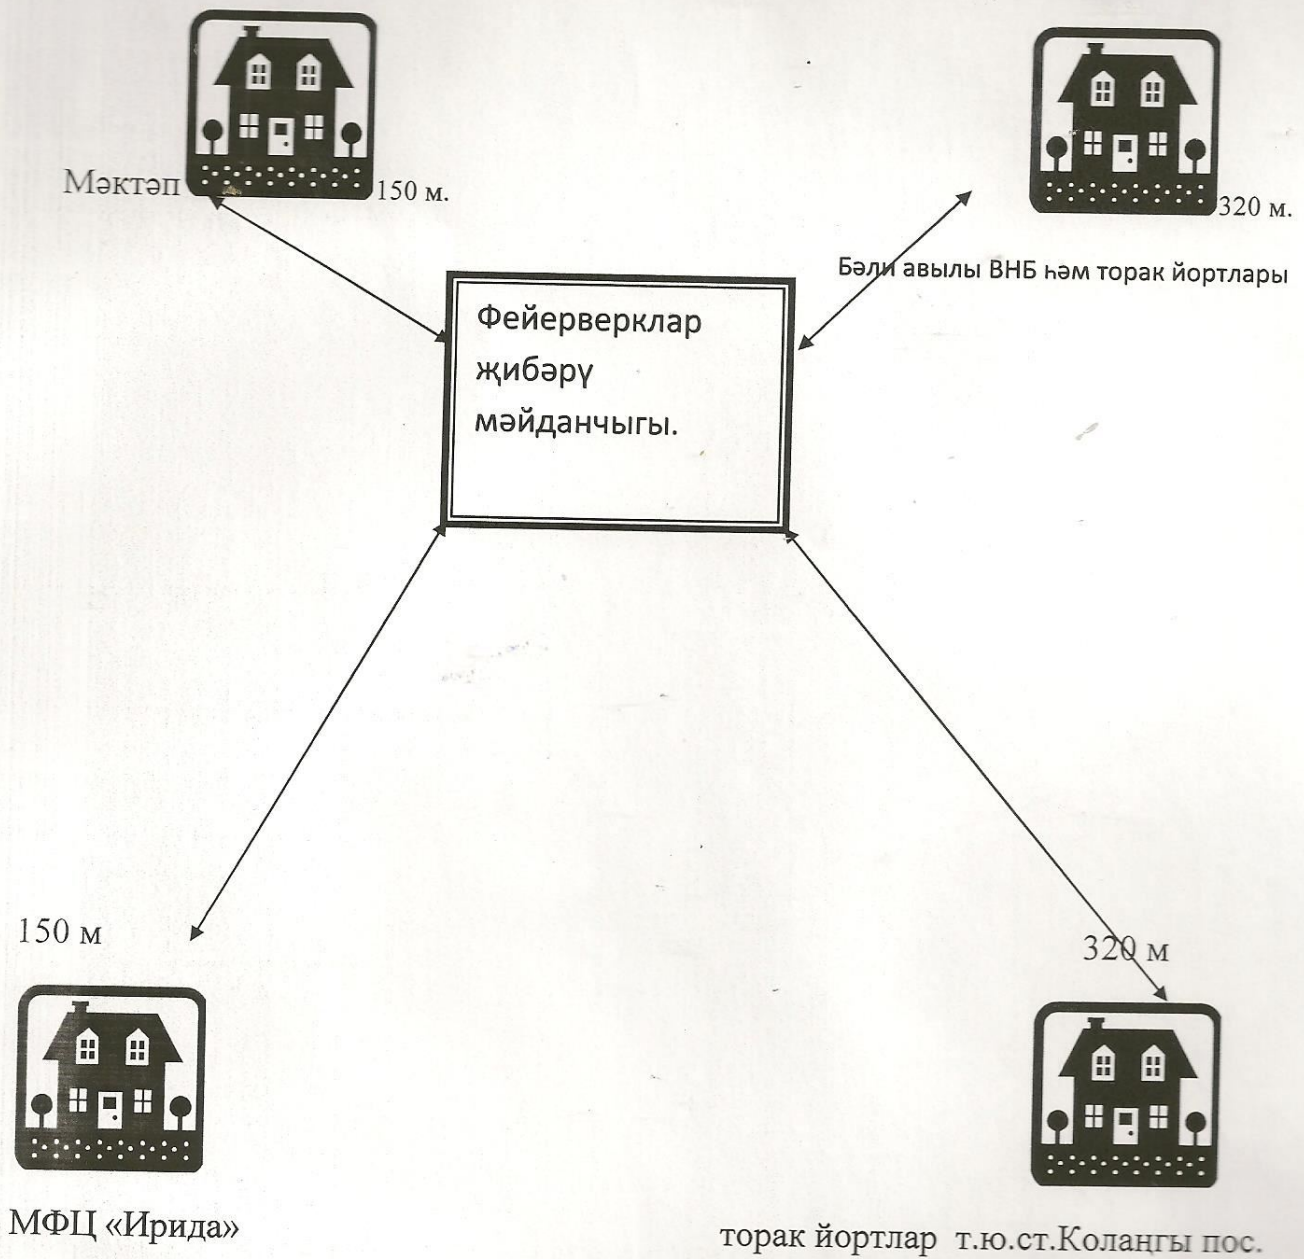 Мәктәп
150 м.
320 м.
Бәли авылы ВНБ һәм торак йортлары
Фейерверклар
җибәрү
мәйданчыгы.
150 м
320 м
МФЦ «Ирида»
торак йортлар т.ю.ст.Колаңгы пос.